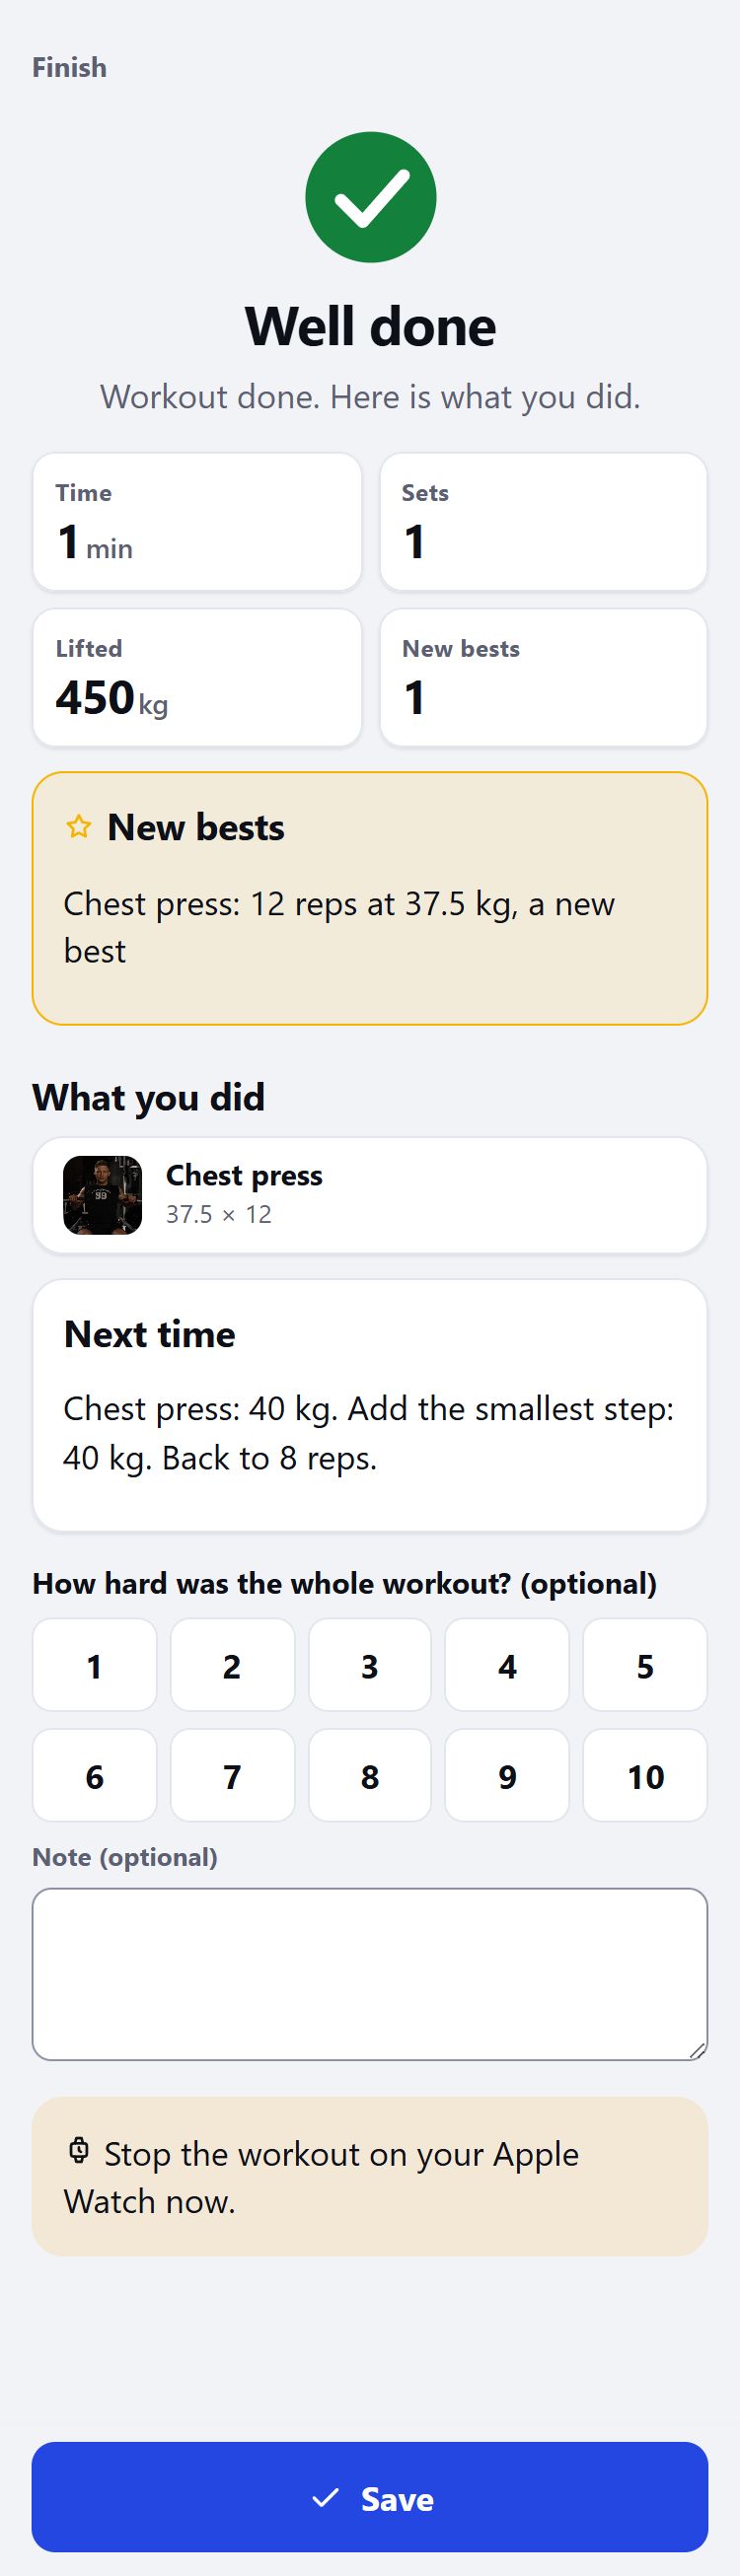 Finish
Well done
Workout done. Here is what you did.
Time
1 min
Sets
1
Lifted
450 kg
New bests
1
New bests
Chest press: 12 reps at 37.5 kg, a new
best
What you did
Chest press
37.5 × 12
Next time
Chest press: 40 kg. Add the smallest step:
40 kg. Back to 8 reps.
How hard was the whole workout? (optional)
1 2 3 4 5
6 7 8 9 10
Note (optional)
Stop the workout on your Apple
Watch now.
Save